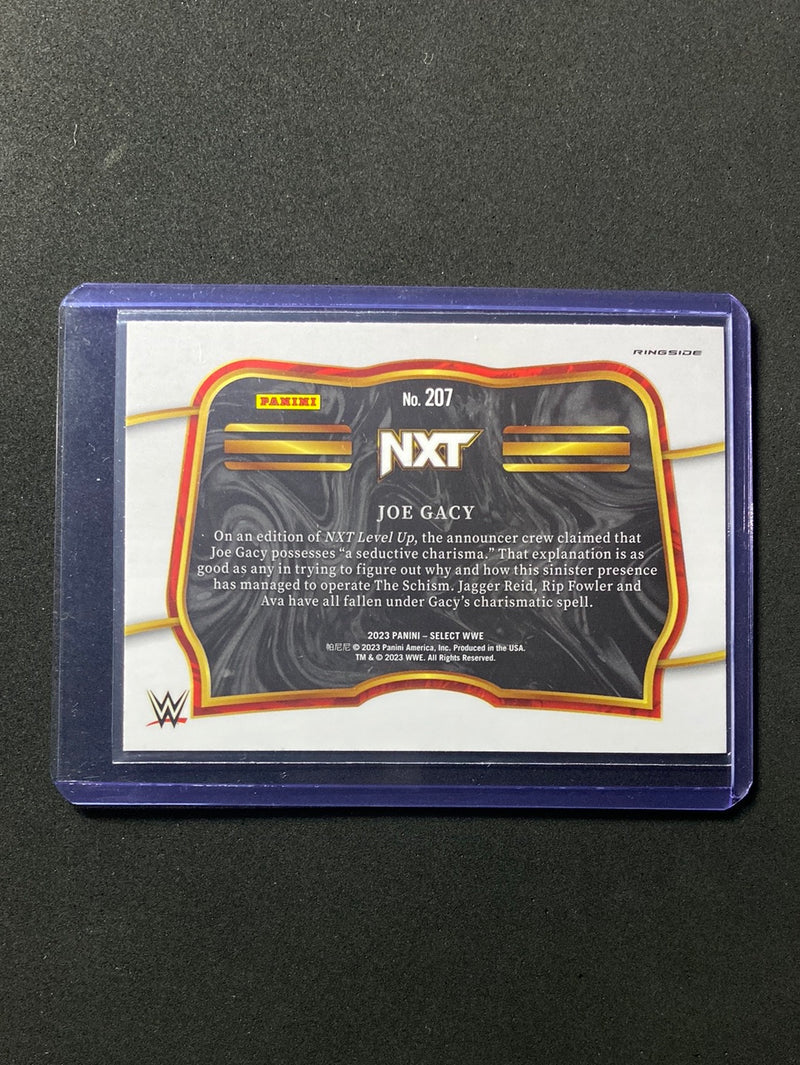 RINGSIDE
PANINI
No. 207
NXT
JOE GACY
On an edition of NXT Level Up, the announcer crew claimed that
Joe Gacy possesses “a seductive charisma.” That explanation is as
good as any in trying to figure out why and how this sinister presence
has managed to operate The Schism. Jagger Reid, Rip Fowler and
Ava have all fallen under Gacy’s charismatic spell.
2023 PANINI – SELECT WWE
帕尼尼 © 2023 Panini America, Inc. Produced in the USA.
TM & © 2023 WWE. All Rights Reserved.
W